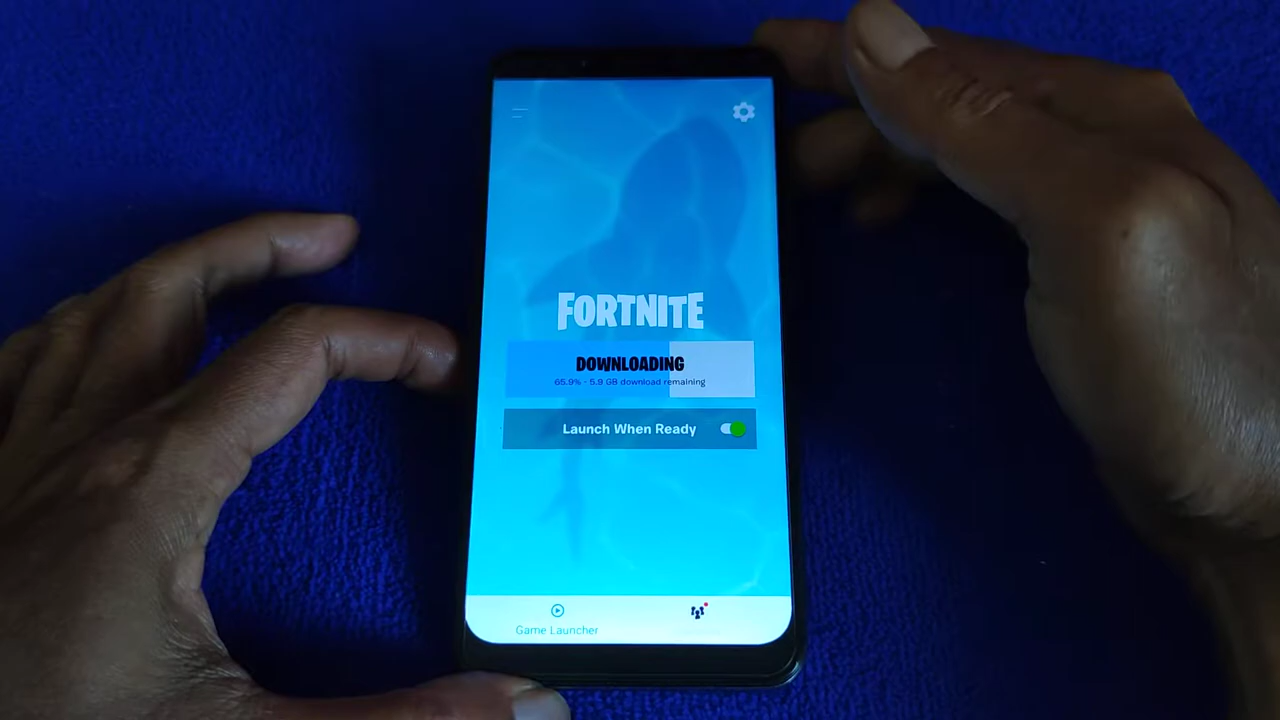 FORTNITE
DOWNLOADING
65.9% - 5.9 GB download remaining
Launch When Ready
Game Launcher